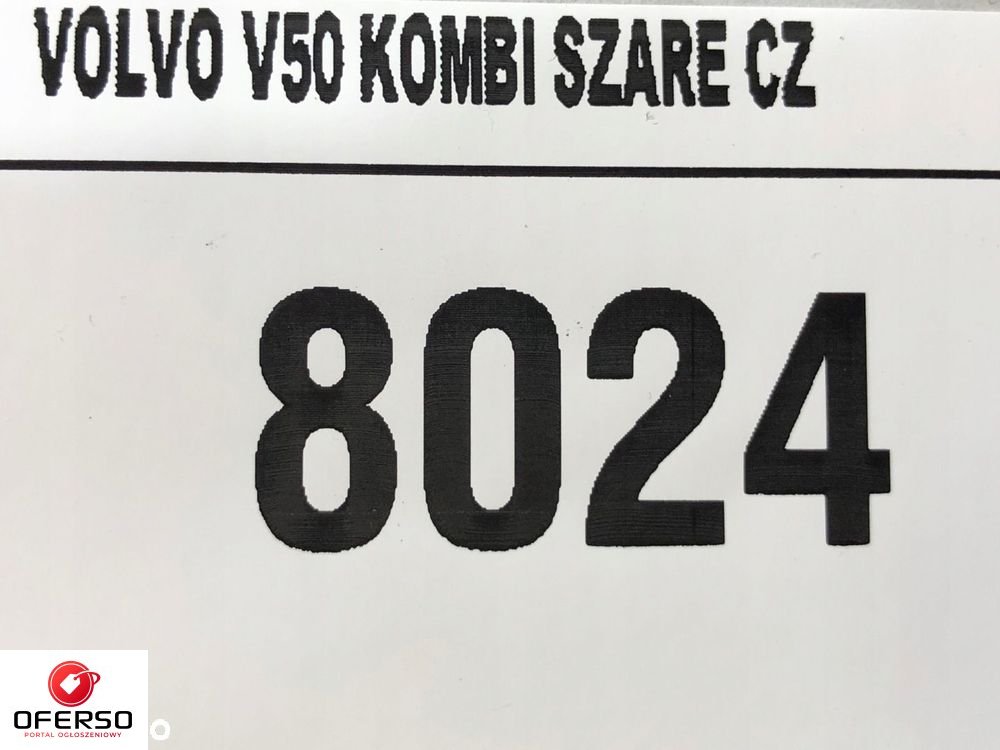 VOLVO V50 KOMBI SZARE CZ
8024
OFERSO
PORTAL OGŁOSZENIOWY